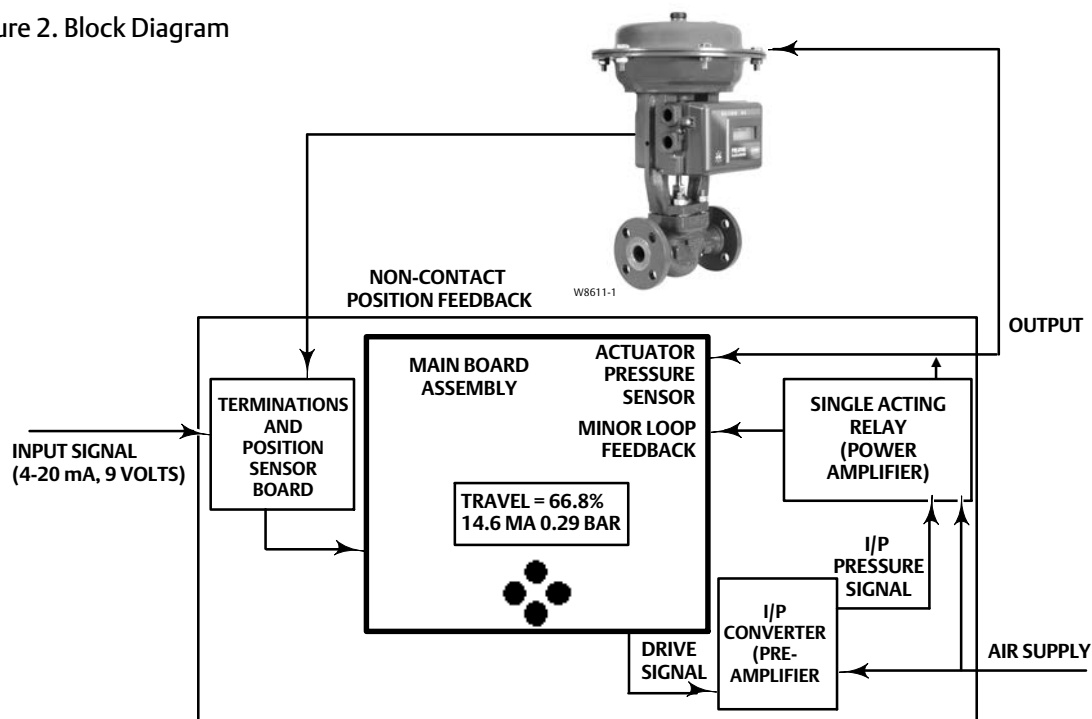 ure 2. Block Diagram
W8611-1
NON-CONTACT
POSITION FEEDBACK
OUTPUT
MAIN BOARD
ASSEMBLY
ACTUATOR
PRESSURE
SENSOR
MINOR LOOP
FEEDBACK
TERMINATIONS
AND
POSITION
SENSOR
BOARD
INPUT SIGNAL
(4-20 mA, 9 VOLTS)
SINGLE ACTING
RELAY
(POWER
AMPLIFIER)
TRAVEL = 66.8%
14.6 MA 0.29 BAR
I/P
PRESSURE
SIGNAL
I/P
CONVERTER
(PRE-
AMPLIFIER
DRIVE
SIGNAL
AIR SUPPLY